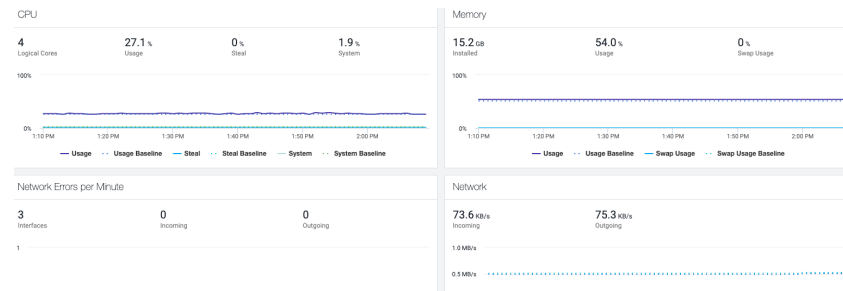 CPU
4 27.1 % 0 % 1.9 %
Logical Cores Usage Steal System
100%
0%
1:10 PM 1:20 PM 1:30 PM 1:40 PM 1:50 PM 2:00 PM
Usage Usage Baseline Steal Steal Baseline System System Baseline
Memory
15.2 GB 54.0 % 0 %
Installed Usage Swap Usage
100%
0%
1:10 PM 1:20 PM 1:30 PM 1:40 PM 1:50 PM 2:00 PM
Usage Usage Baseline Swap Usage Swap Usage Baseline
Network Errors per Minute
3 0 0
Interfaces Incoming Outgoing
1
Network
73.6 KB/s 75.3 KB/s
Incoming Outgoing
1.0 MB/s
0.5 MB/s